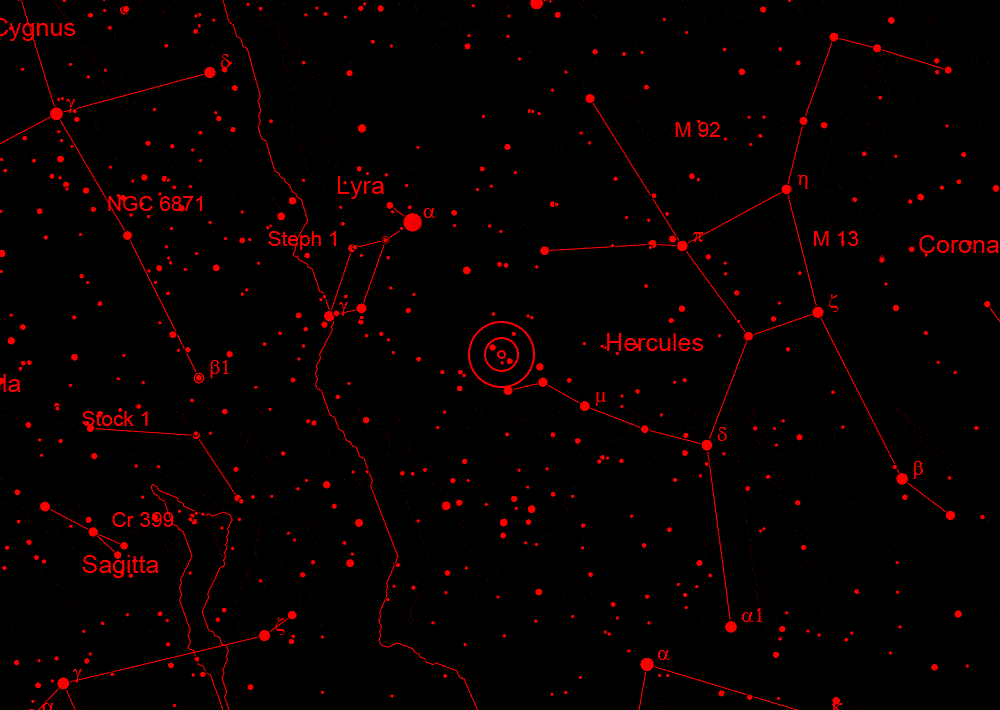 Cygnus
δ
γ
M 92
η
Lyra
NGC 6871
α
Steph 1
π
M 13
Corona
γ
ζ
Hercules
β1
la
μ
Stock 1
δ
β
Cr 399
Sagitta
α1
ζ
α
γ
α
κ